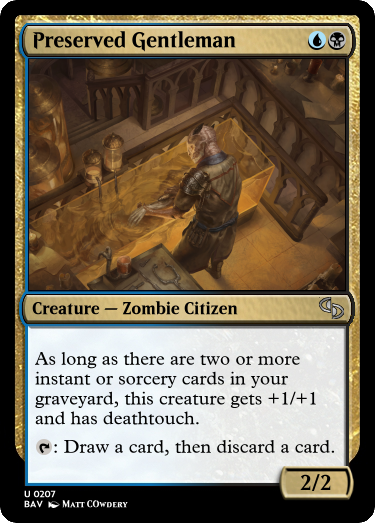 Preserved Gentleman
Creature — Zombie Citizen
As long as there are two or more
instant or sorcery cards in your
graveyard, this creature gets +1/+1
and has deathtouch.
: Draw a card, then discard a card.
2/2
U 0207
BAV Matt COwdery